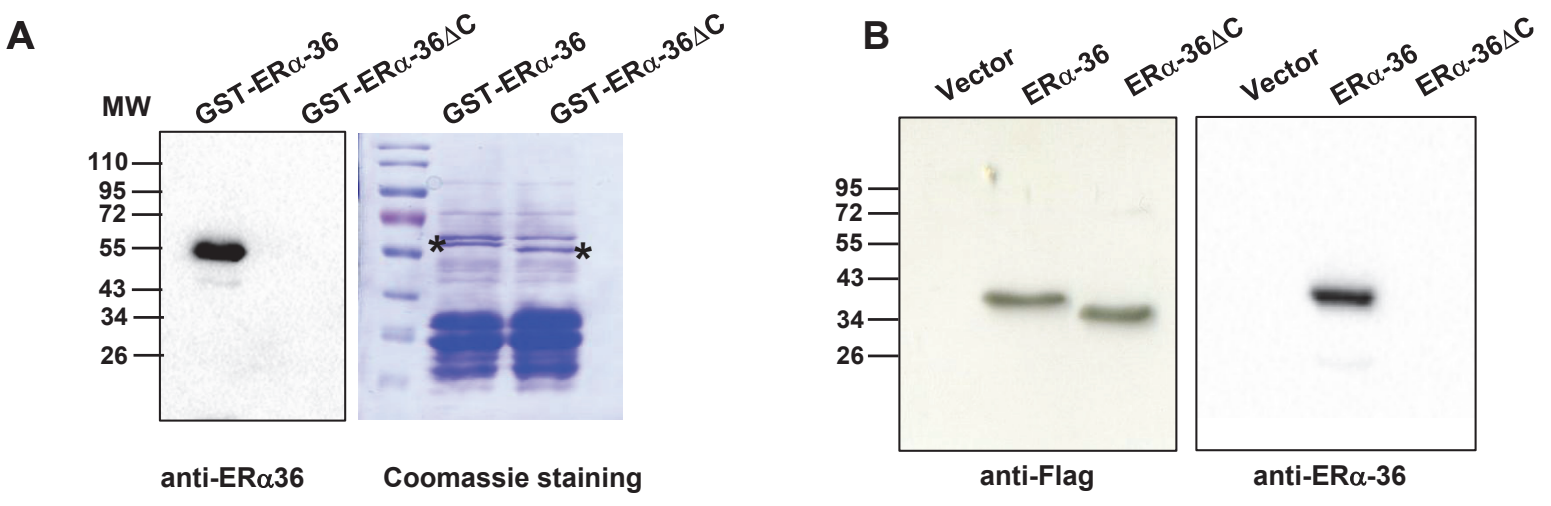 A
MW
GST-ERα-36
GST-ERα-36ΔC
GST-ERα-36
GST-ERα-36ΔC
110
95
72
55
43
34
26
*
*
anti-ERα36
Coomassie staining
B
Vector
ERα-36
ERα-36ΔC
Vector
ERα-36
ERα-36ΔC
95
72
55
43
34
26
anti-Flag
anti-ERα-36